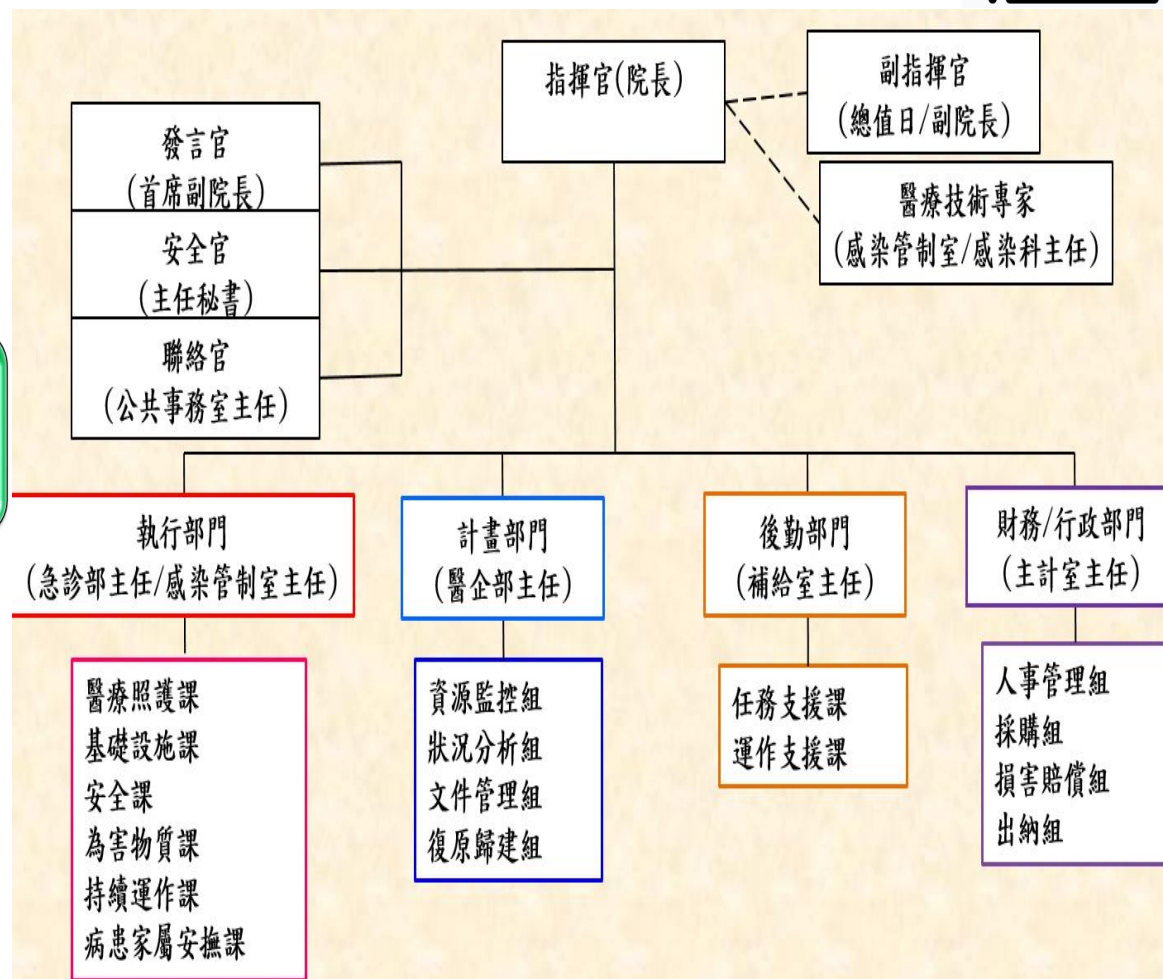 指揮官(院長)
副指揮官
(總值日/副院長)
醫療技術專家
(感染管制室/感染科主任)
發言官
(首席副院長)
安全官
(主任秘書)
聯絡官
(公共事務室主任)
執行部門
(急診部主任/感染管制室主任)
計畫部門
(醫企部主任)
後勤部門
(補給室主任)
財務/行政部門
(主計室主任)
醫療照護課
基礎設施課
安全課
為害物質課
持續運作課
病患家屬安撫課
資源監控組
狀況分析組
文件管理組
復原歸建組
任務支援課
運作支援課
人事管理組
採購組
損害賠償組
出納組